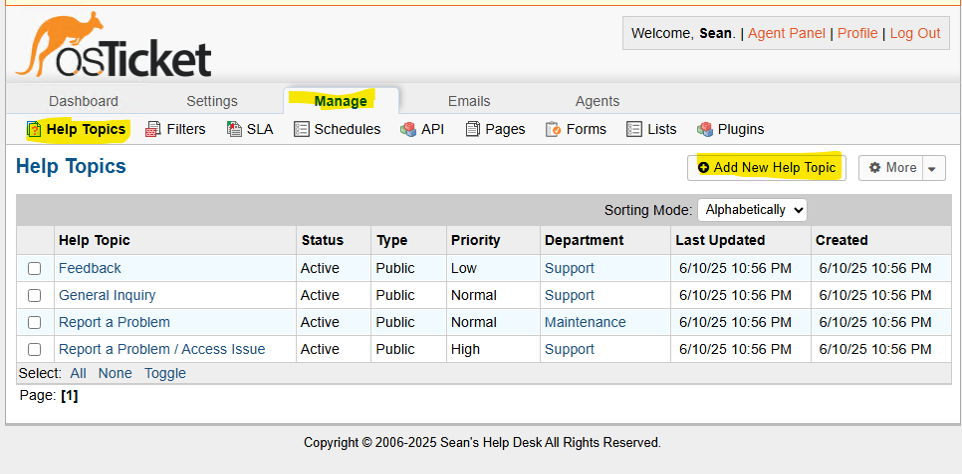 Welcome, Sean. | Agent Panel | Profile | Log Out
osTicket
Dashboard Settings Manage Emails Agents
Help Topics Filters SLA Schedules API Pages Forms Lists Plugins
Help Topics Add New Help Topic More
Sorting Mode: Alphabetically
Help Topic Status Type Priority Department Last Updated Created
Feedback Active Public Low Support 6/10/25 10:56 PM 6/10/25 10:56 PM
General Inquiry Active Public Normal Support 6/10/25 10:56 PM 6/10/25 10:56 PM
Report a Problem Active Public Normal Maintenance 6/10/25 10:56 PM 6/10/25 10:56 PM
Report a Problem / Access Issue Active Public High Support 6/10/25 10:56 PM 6/10/25 10:56 PM
Select: All None Toggle
Page: [1]
Copyright © 2006-2025 Sean's Help Desk All Rights Reserved.